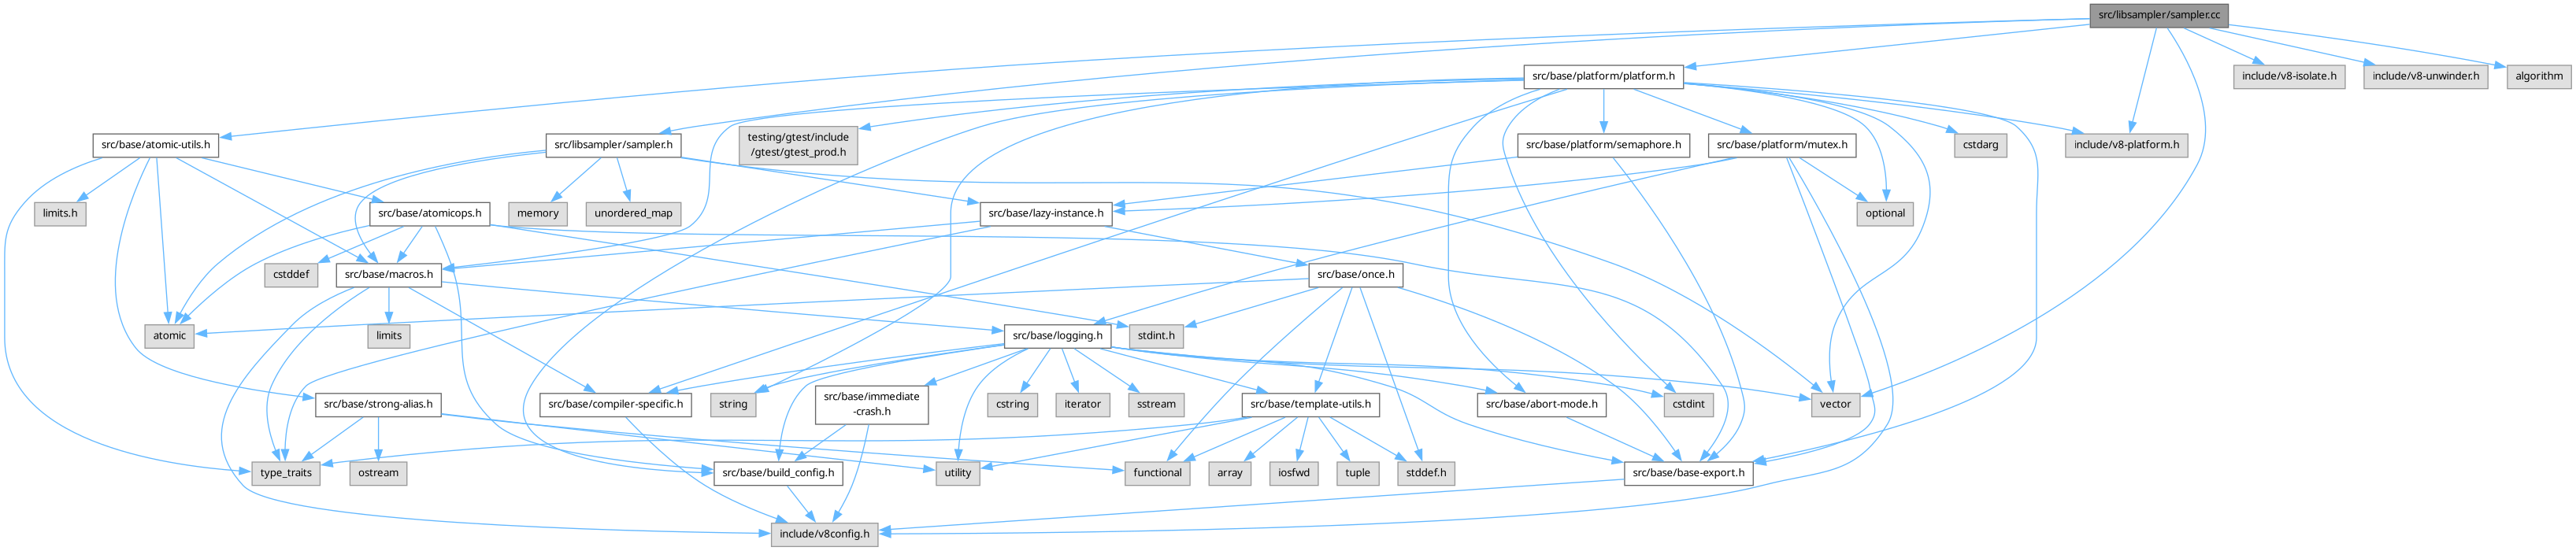 src/libsampler/sampler.cc
src/base/platform/platform.h
include/v8-isolate.h
include/v8-unwinder.h
algorithm
src/base/atomic-utils.h
src/libsampler/sampler.h
testing/gtest/include
/gtest/gtest_prod.h
src/base/platform/semaphore.h
src/base/platform/mutex.h
cstdarg
include/v8-platform.h
limits.h
src/base/atomicops.h
memory
unordered_map
src/base/lazy-instance.h
optional
cstddef
src/base/macros.h
src/base/once.h
atomic
limits
src/base/logging.h
stdint.h
src/base/strong-alias.h
src/base/compiler-specific.h
string
src/base/immediate
-crash.h
cstring
iterator
sstream
src/base/template-utils.h
src/base/abort-mode.h
cstdint
vector
type_traits
ostream
src/base/build_config.h
utility
functional
array
iosfwd
tuple
stddef.h
src/base/base-export.h
include/v8config.h